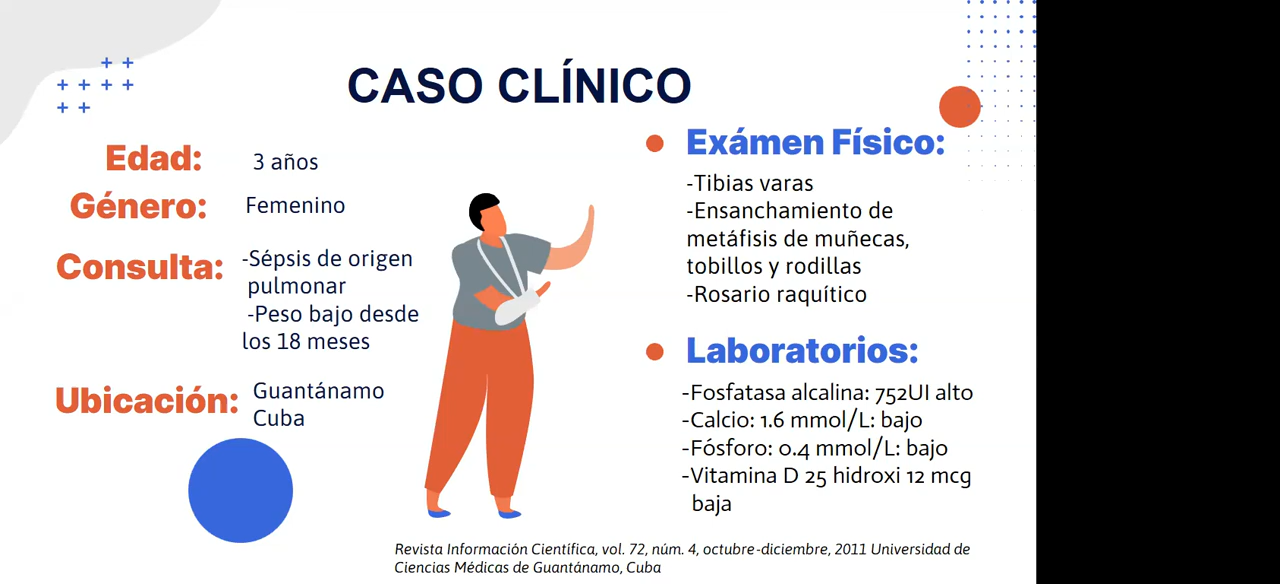 CASO CLÍNICO
Edad:
3 años
Género:
Femenino
Consulta:
-Sépsis de origen
pulmonar
-Peso bajo desde
los 18 meses
Ubicación:
Guantánamo
Cuba
Exámen Físico:
-Tibias varas
-Ensanchamiento de
metáfisis de muñecas,
tobillos y rodillas
-Rosario raquítico
Laboratorios:
-Fosfatasa alcalina: 752UI alto
-Calcio: 1.6 mmol/L: bajo
-Fósforo: 0.4 mmol/L: bajo
-Vitamina D 25 hidroxi 12 mcg
baja
Revista Información Científica, vol. 72, núm. 4, octubre-diciembre, 2011 Universidad de
Ciencias Médicas de Guantánamo, Cuba